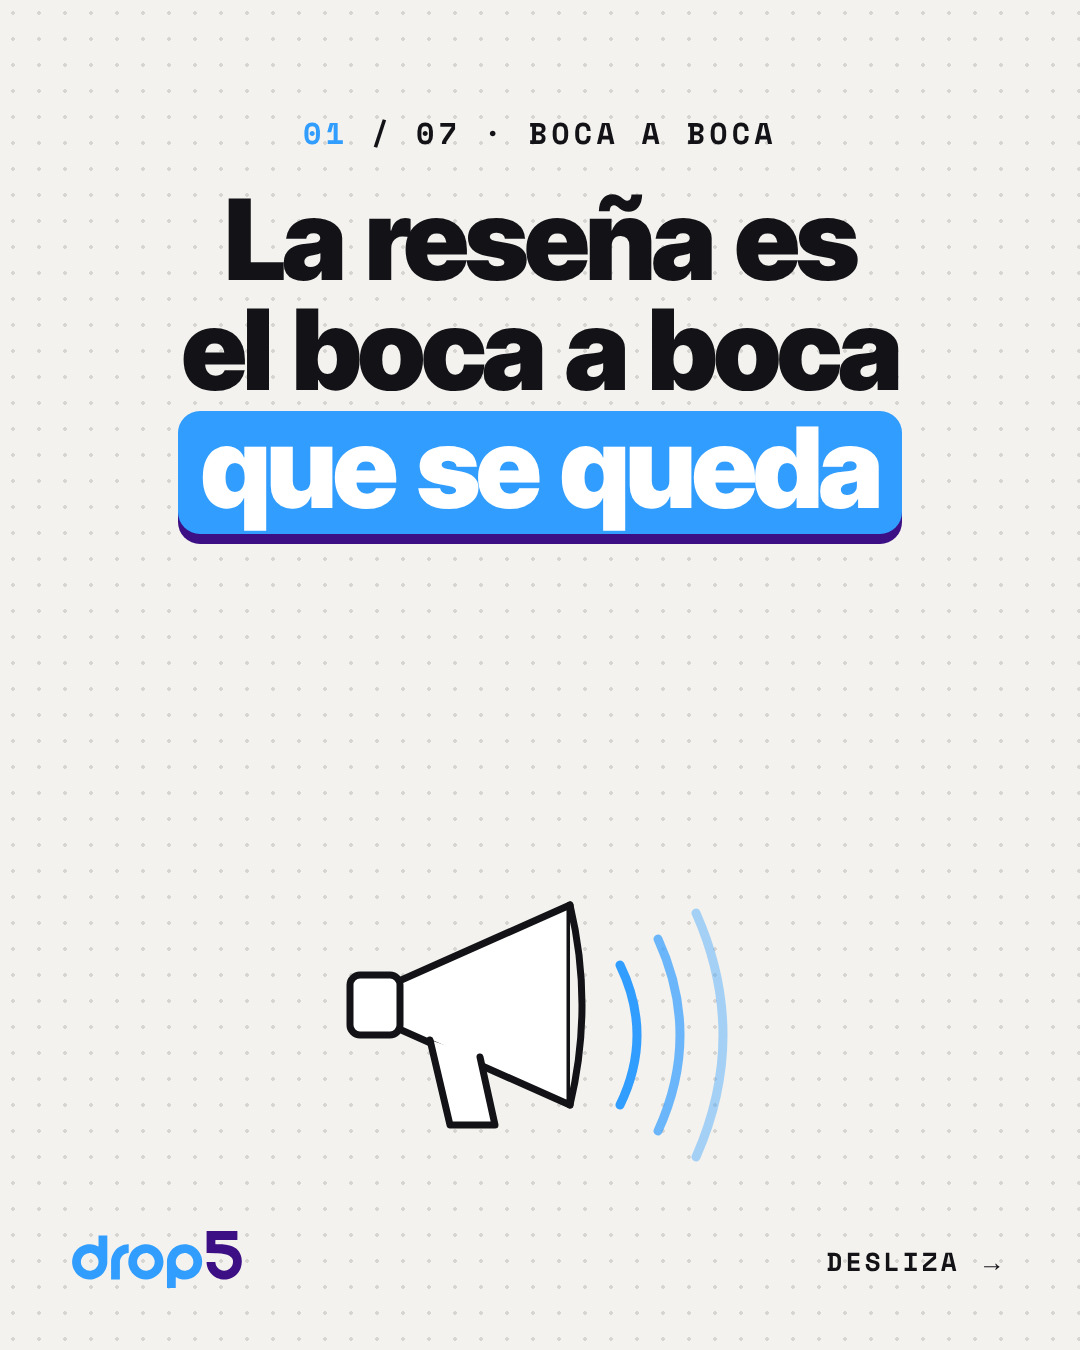 01 / 07 · BOCA A BOCA
La reseña es
el boca a boca
que se queda
drop5
DESLIZA →